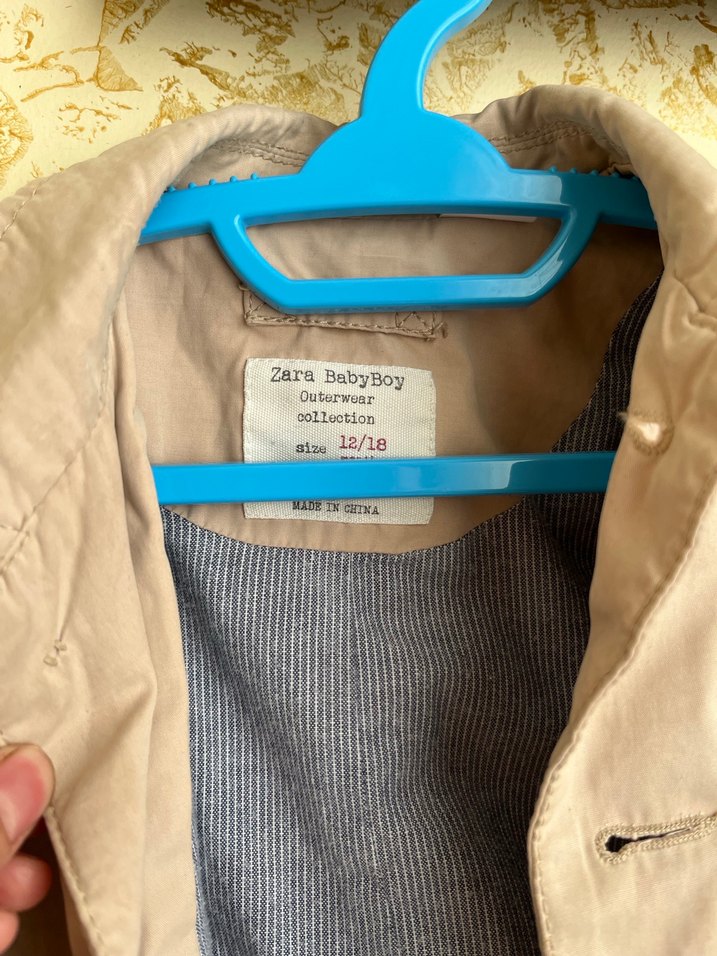 Zara BabyBoy
Outerwear
collection
size 12/18
MADE IN CHINA